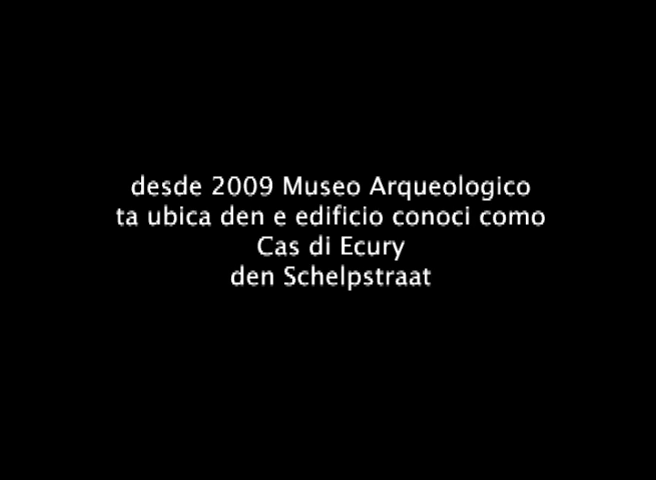 desde 2009 Museo Arqueologico
ta ubica den e edificio conoci como
Cas di Ecury
den Schelpstraat